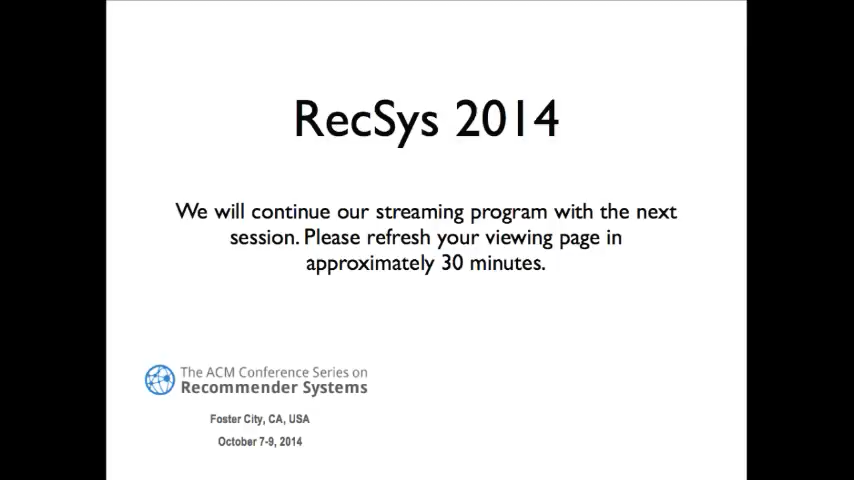 RecSys 2014
We will continue our streaming program with the next
session. Please refresh your viewing page in
approximately 30 minutes.
The ACM Conference Series on
Recommender Systems
Foster City, CA, USA
October 7-9, 2014